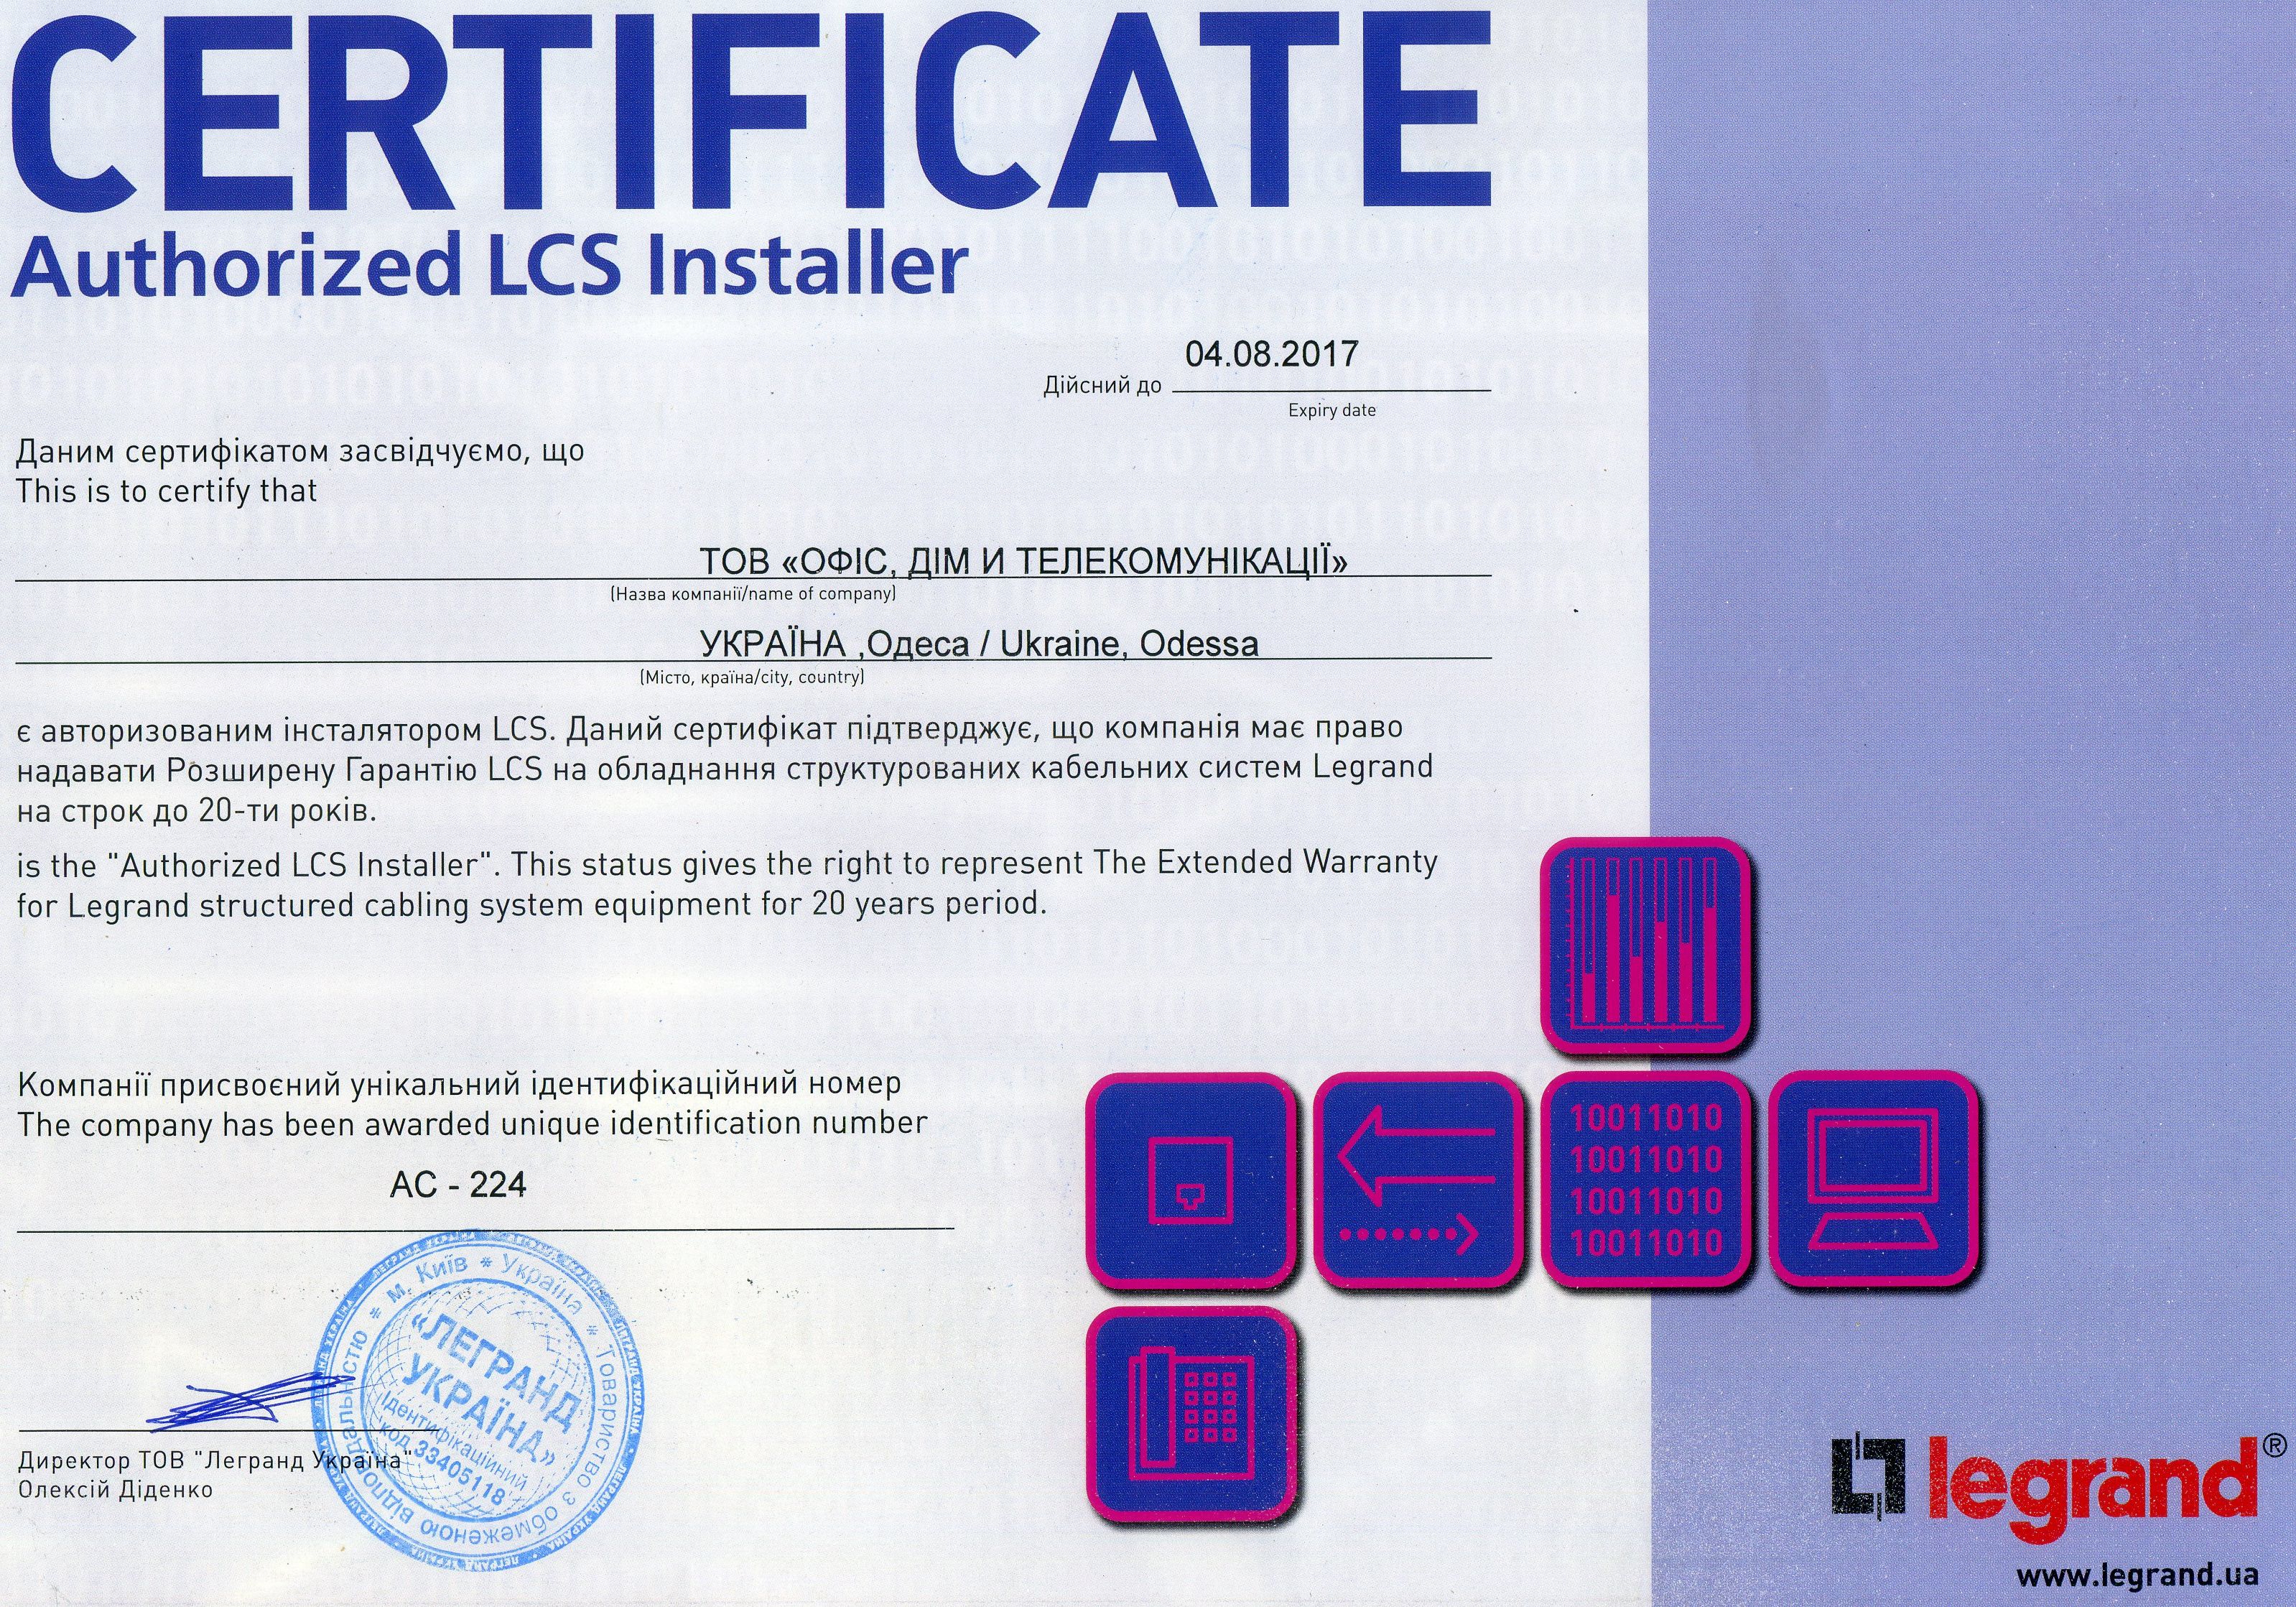 CERTIFICATE
Authorized LCS Installer
04.08.2017
Дійсний до
Expiry date
Даним сертифікатом засвідчуємо, що
This is to certify that
ТОВ «ОФІС, ДІМ И ТЕЛЕКОМУНІКАЦІЇ»
(Назва компанії/name of company)
УКРАЇНА ,Одеса / Ukraine, Odessa
(Місто, країна/city, country)
є авторизованим інсталятором LCS. Даний сертифікат підтверджує, що компанія має право
надавати Розширену Гарантію LCS на обладнання структурованих кабельних систем Legrand
на строк до 20-ти років.
is the "Authorized LCS Installer". This status gives the right to represent The Extended Warranty
for Legrand structured cabling system equipment for 20 years period.
Компанії присвоєний унікальний ідентифікаційний номер
The company has been awarded unique identification number
АС - 224
10011010
10011010
10011010
10011010
м. Київ * Україна * Товариство з обмеженою відповідальністю *
«ЛЕГРАНД
УКРАЇНА»
Ідентифікаційний
код 33405118
Директор ТОВ "Легранд Україна"
Олексій Діденко
legrand®
www.legrand.ua